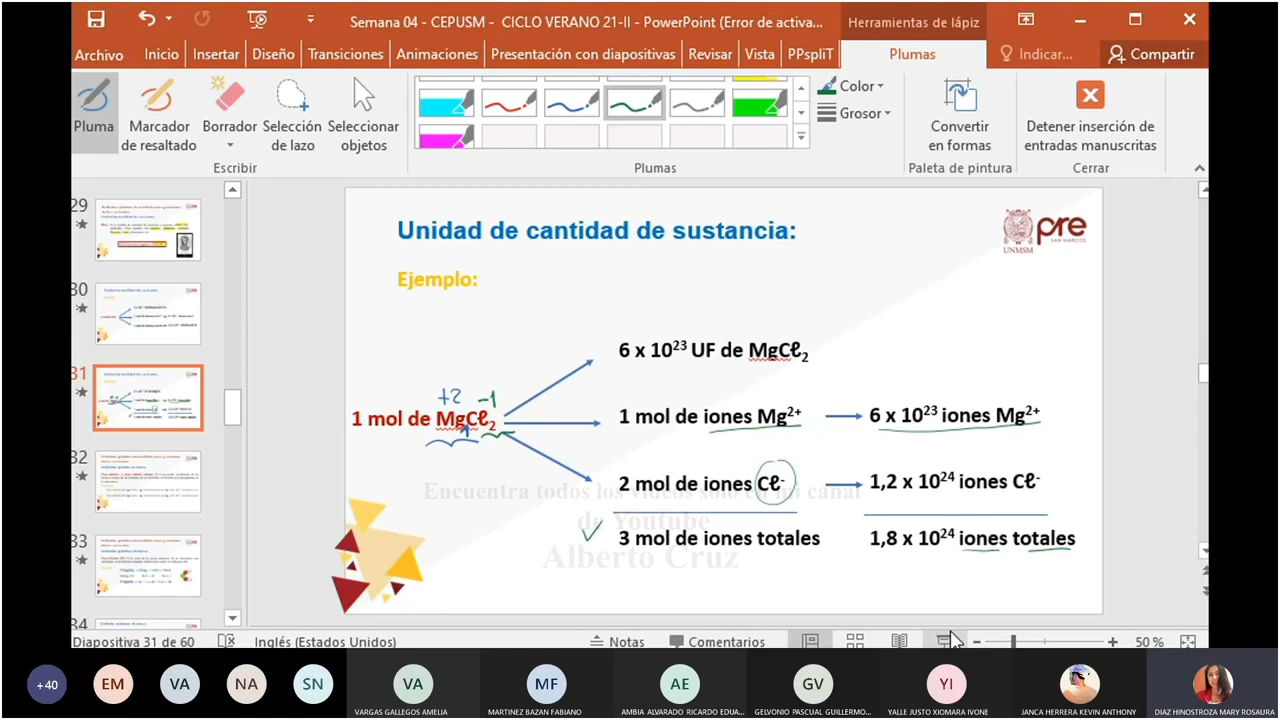 Semana 04 - CEPUSM - CICLO VERANO 21-II - PowerPoint (Error de activa...
Herramientas de lápiz
Archivo Inicio Insertar Diseño Transiciones Animaciones Presentación con diapositivas Revisar Vista PPspliT Plumas Indicar... Compartir
Pluma
Marcador de resaltado
Borrador
Selección de lazo
Seleccionar objetos
Color
Grosor
Convertir en formas
Detener inserción de entradas manuscritas
Escribir Plumas Paleta de pintura Cerrar
29
30
31
32
33
34
Unidad de cantidad de sustancia:
UNMSM
pre
SAN MARCOS
Ejemplo:
6 x 10²³ UF de MgCℓ₂
+2 -1
1 mol de MgCℓ₂
1 mol de iones Mg²⁺ 6 x 10²³ iones Mg²⁺
2 mol de iones Cℓ⁻ 1,2 x 10²⁴ iones Cℓ⁻
3 mol de iones totales 1,8 x 10²⁴ iones totales
Encuentra
canal
de Youtube
Cruz
Diapositiva 31 de 60 Inglés (Estados Unidos) Notas Comentarios 50 %
+40 EM VA NA SN VA MF AE GV YI
VARGAS GALLEGOS AMELIA
MARTINEZ BAZAN FABIANO
AMBIA ALVARADO RICARDO EDUA...
GELVONIO PASCUAL GUILLERMO...
YALLE JUSTO XIOMARA IVONE
JANCA HERRERA KEVIN ANTHONY
DIAZ HINOSTROZA MARY ROSAURA